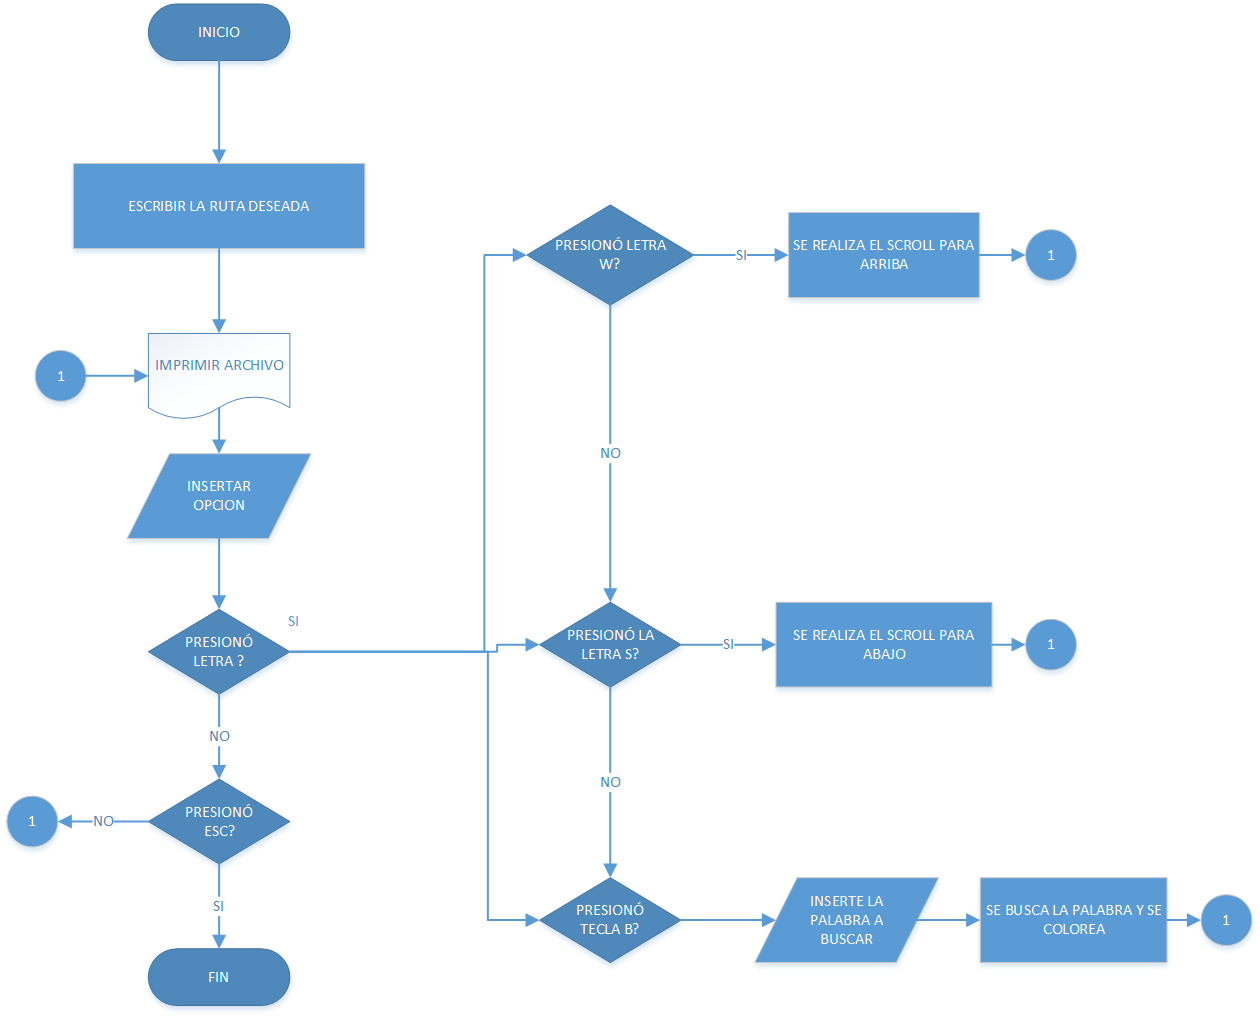 INICIO
ESCRIBIR LA RUTA DESEADA
1
IMPRIMIR ARCHIVO
INSERTAR
OPCION
PRESIONÓ
LETRA ?
SI
NO
PRESIONÓ
ESC?
NO
1
SI
FIN
PRESIONÓ LETRA
W?
SI
SE REALIZA EL SCROLL PARA
ARRIBA
1
NO
PRESIONÓ LA
LETRA S?
SI
SE REALIZA EL SCROLL PARA
ABAJO
1
NO
PRESIONÓ
TECLA B?
INSERTE LA
PALABRA A
BUSCAR
SE BUSCA LA PALABRA Y SE
COLOREA
1